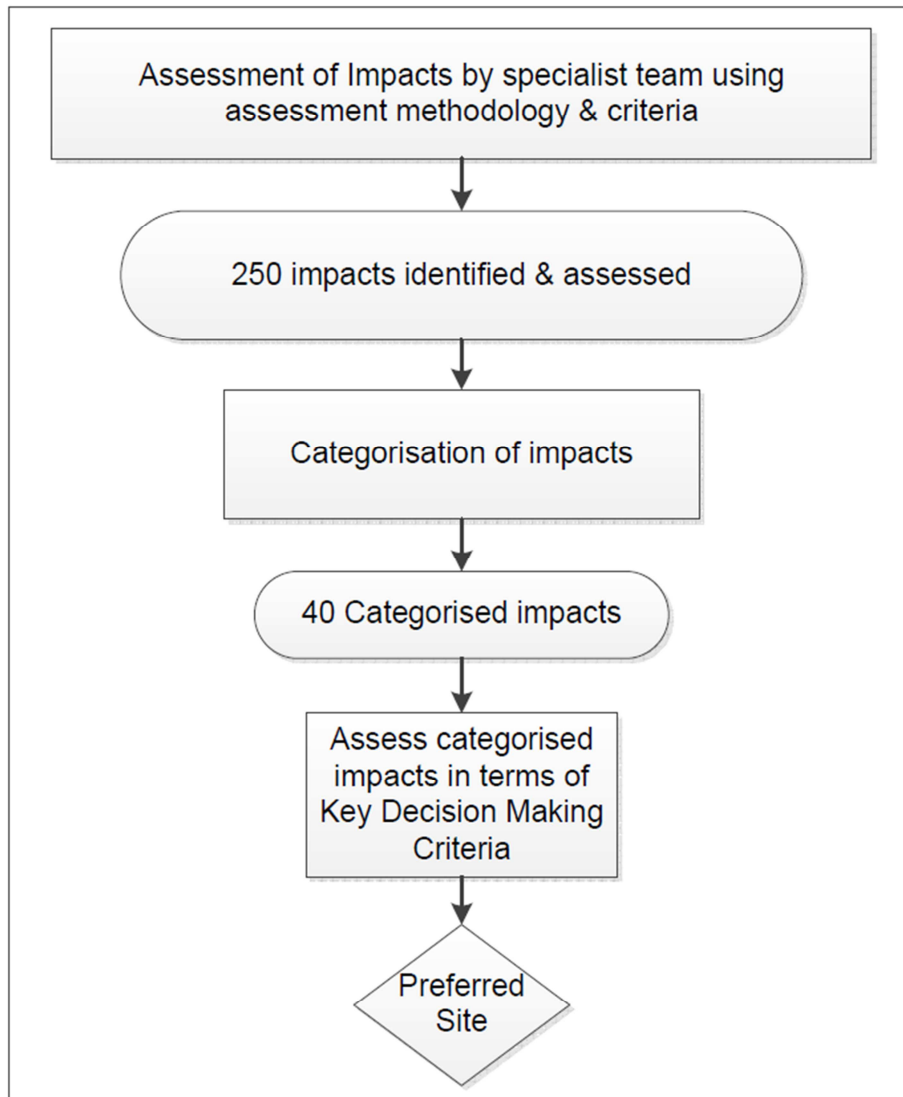 Assessment of Impacts by specialist team using
assessment methodology & criteria
250 impacts identified & assessed
Categorisation of impacts
40 Categorised impacts
Assess categorised
impacts in terms of
Key Decision Making
Criteria
Preferred
Site